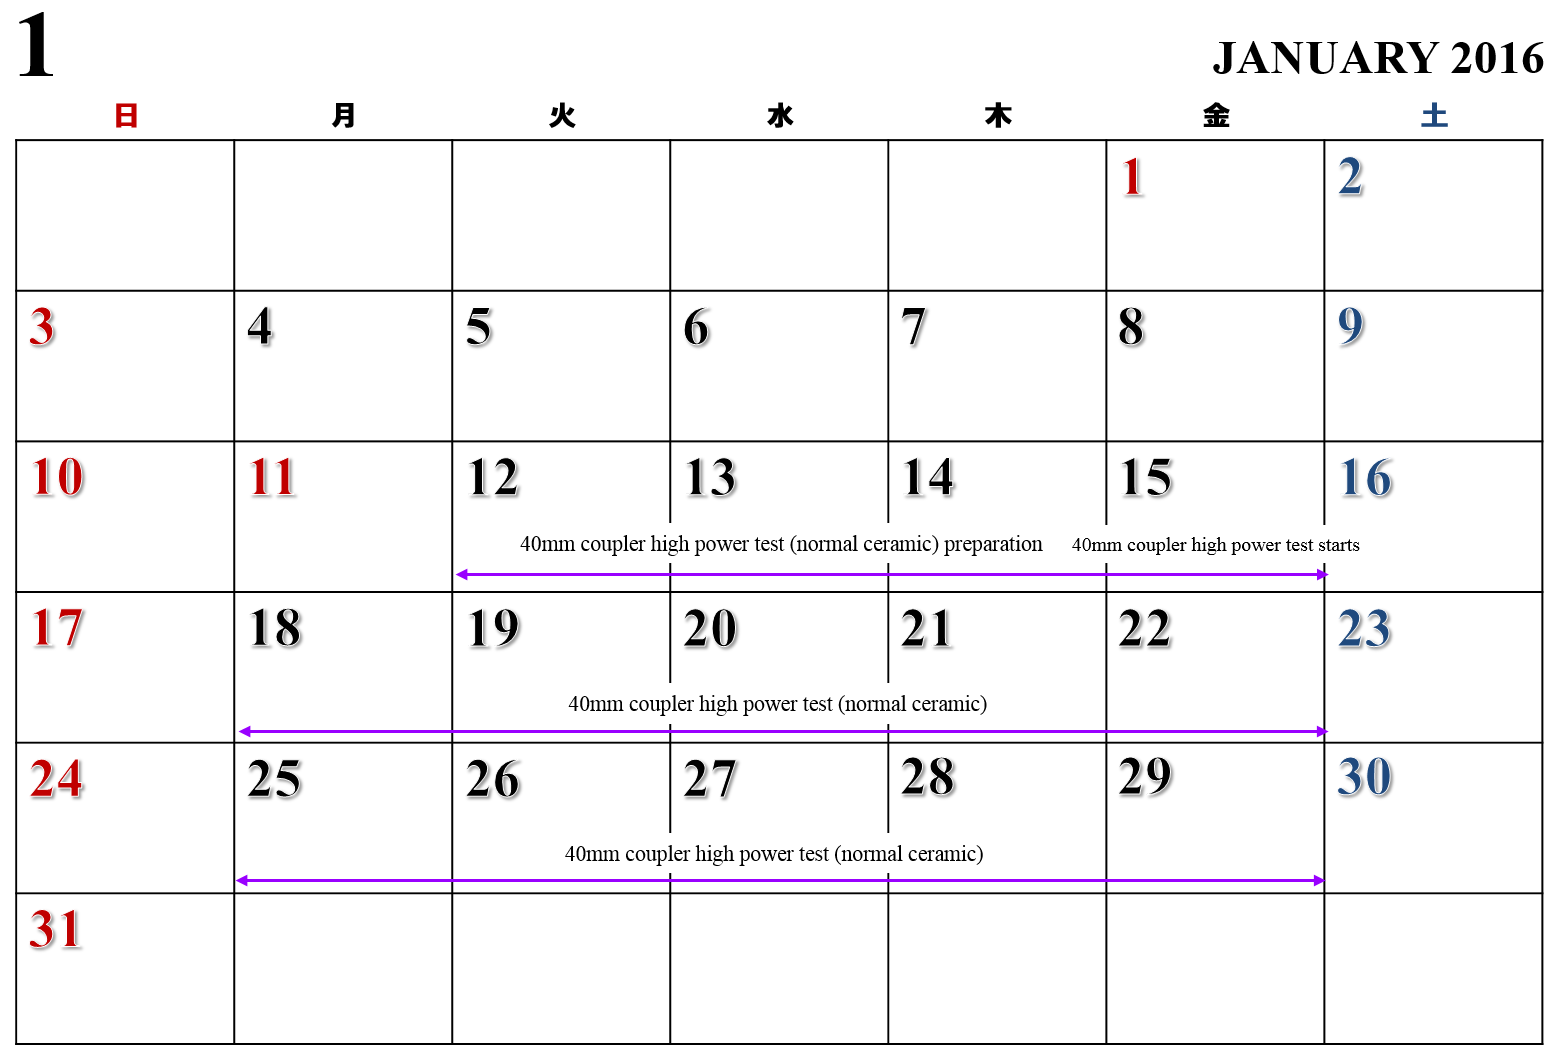 1
JANUARY 2016
日 月 火 水 木 金 土
1 2
3 4 5 6 7 8 9
10 11 12 13 14 15 16
40mm coupler high power test (normal ceramic) preparation 40mm coupler high power test starts
17 18 19 20 21 22 23
40mm coupler high power test (normal ceramic)
24 25 26 27 28 29 30
40mm coupler high power test (normal ceramic)
31